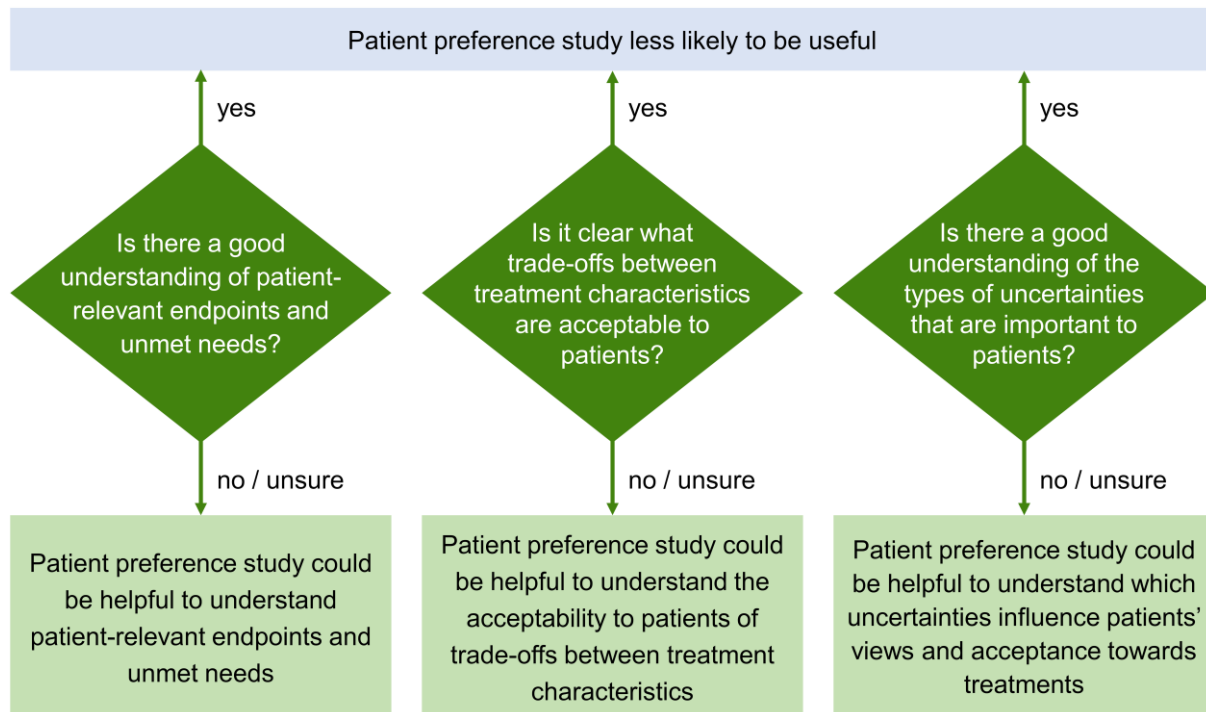 Patient preference study less likely to be useful
yes
yes
yes
Is there a good
understanding of patient-
relevant endpoints and
unmet needs?
Is it clear what
trade-offs between
treatment characteristics
are acceptable to
patients?
Is there a good
understanding of the
types of uncertainties
that are important to
patients?
no / unsure
no / unsure
no / unsure
Patient preference study could
be helpful to understand
patient-relevant endpoints and
unmet needs
Patient preference study could
be helpful to understand the
acceptability to patients of
trade-offs between treatment
characteristics
Patient preference study could
be helpful to understand which
uncertainties influence patients’
views and acceptance towards
treatments